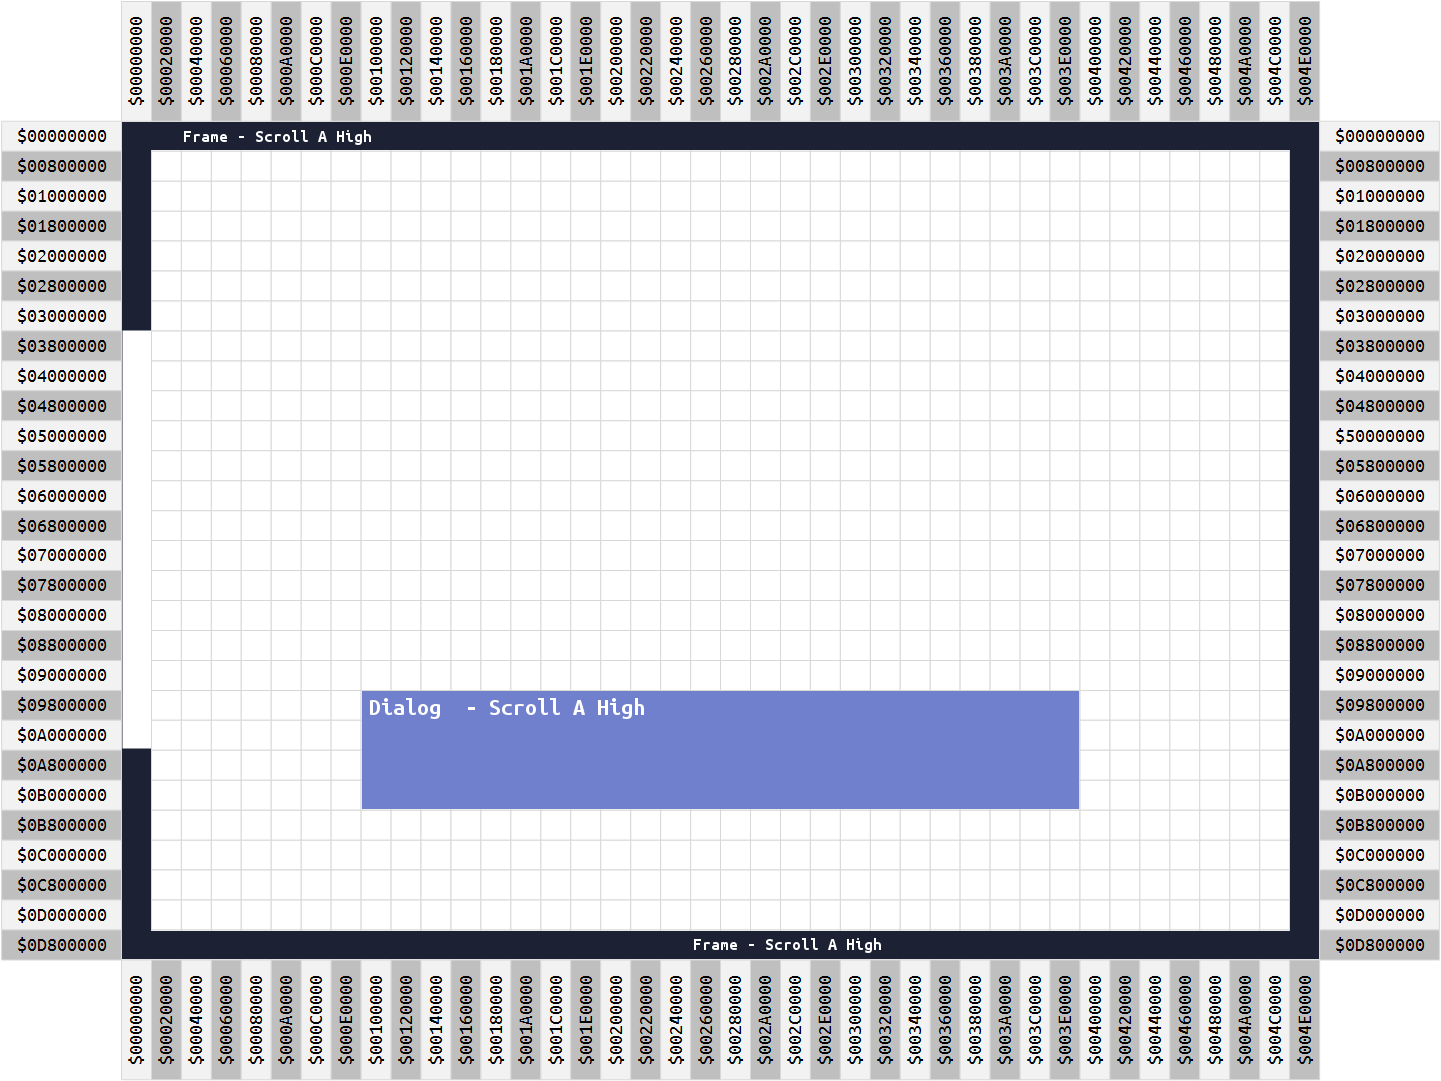 $00000000 $00020000 $00040000 $00060000 $00080000 $000A0000 $000C0000 $000E0000 $00100000 $00120000 $00140000 $00160000 $00180000 $001A0000 $001C0000 $001E0000 $00200000 $00220000 $00240000 $00260000 $00280000 $002A0000 $002C0000 $002E0000 $00300000 $00320000 $00340000 $00360000 $00380000 $003A0000 $003C0000 $003E0000 $00400000 $00420000 $00440000 $00460000 $00480000 $004A0000 $004C0000 $004E0000
$00000000 Frame - Scroll A High $00000000
$00800000 $00800000
$01000000 $01000000
$01800000 $01800000
$02000000 $02000000
$02800000 $02800000
$03000000 $03000000
$03800000 $03800000
$04000000 $04000000
$04800000 $04800000
$05000000 $50000000
$05800000 $05800000
$06000000 $06000000
$06800000 $06800000
$07000000 $07000000
$07800000 $07800000
$08000000 $08000000
$08800000 $08800000
$09000000 $09000000
$09800000 Dialog  - Scroll A High $09800000
$0A000000 $0A000000
$0A800000 $0A800000
$0B000000 $0B000000
$0B800000 $0B800000
$0C000000 $0C000000
$0C800000 $0C800000
$0D000000 $0D000000
$0D800000 Frame - Scroll A High $0D800000
$00000000 $00020000 $00040000 $00060000 $00080000 $000A0000 $000C0000 $000E0000 $00100000 $00120000 $00140000 $00160000 $00180000 $001A0000 $001C0000 $001E0000 $00200000 $00220000 $00240000 $00260000 $00280000 $002A0000 $002C0000 $002E0000 $00300000 $00320000 $00340000 $00360000 $00380000 $003A0000 $003C0000 $003E0000 $00400000 $00420000 $00440000 $00460000 $00480000 $004A0000 $004C0000 $004E0000